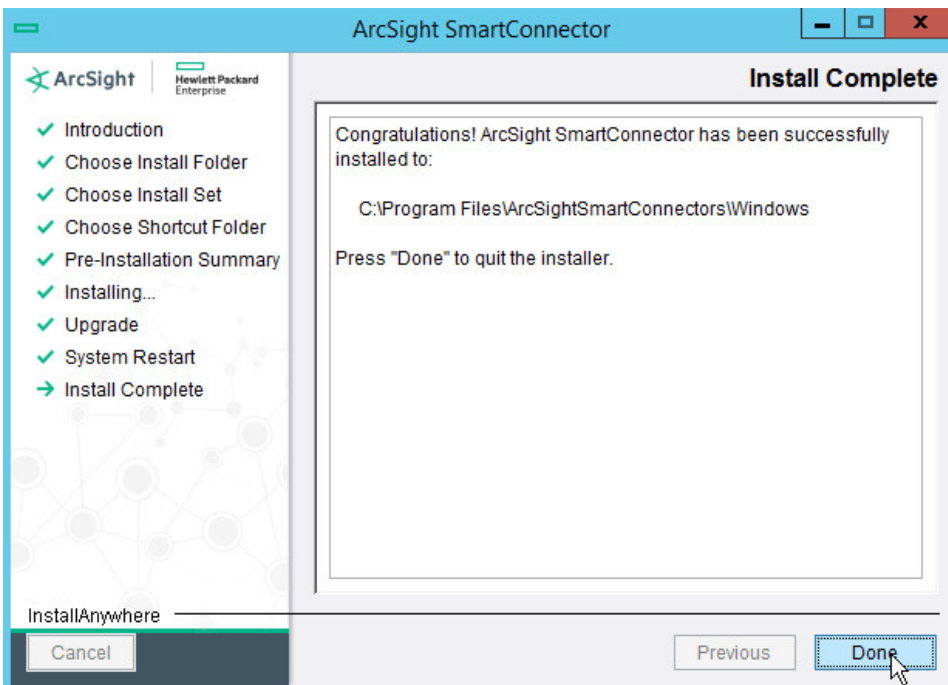 ArcSight SmartConnector
x
ArcSight
Hewlett Packard
Enterprise
Introduction
Choose Install Folder
Choose Install Set
Choose Shortcut Folder
Pre-Installation Summary
Installing...
Upgrade
System Restart
Install Complete
Install Complete
Congratulations! ArcSight SmartConnector has been successfully
installed to:
C:\Program Files\ArcSightSmartConnectors\Windows
Press "Done" to quit the installer.
InstallAnywhere
Cancel
Previous
Done